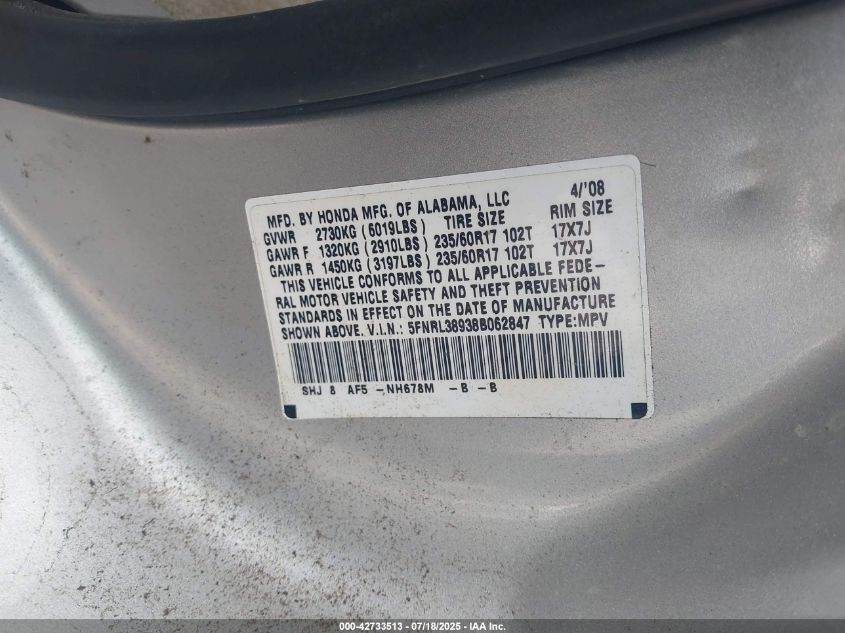 MFD. BY HONDA MFG. OF ALABAMA, LLC 4/'08
GVWR 2730KG (6019LBS) TIRE SIZE RIM SIZE
GAWR F 1320KG (2910LBS) 235/60R17 102T 17X7J
GAWR R 1450KG (3197LBS) 235/60R17 102T 17X7J
THIS VEHICLE CONFORMS TO ALL APPLICABLE FEDE-
RAL MOTOR VEHICLE SAFETY AND THEFT PREVENTION
STANDARDS IN EFFECT ON THE DATE OF MANUFACTURE
SHOWN ABOVE. V.I.N.: 5FNRL38938B062847 TYPE:MPV
SHJ 8 AF5 -NH678M -B -B
000-42733513 - 07/18/2025 - IAA Inc.